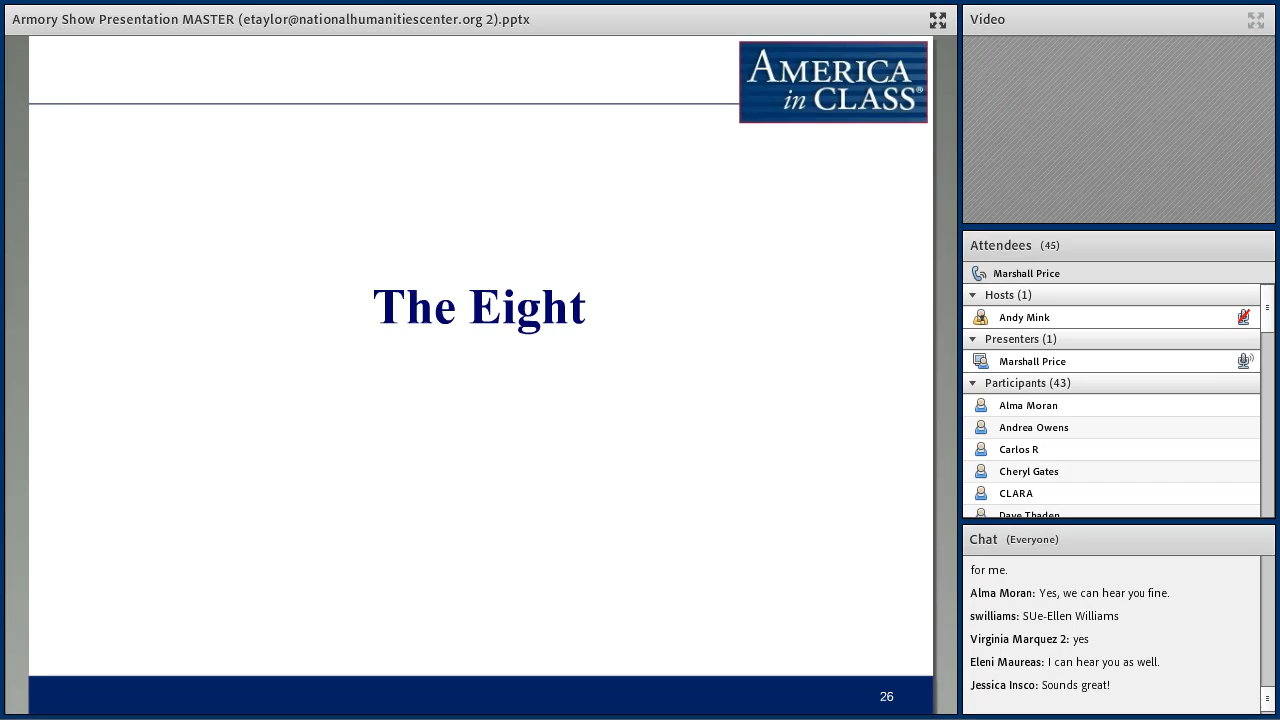 Armory Show Presentation MASTER (etaylor@nationalhumanitiescenter.org 2).pptx
AMERICA
in CLASS®
The Eight
26
Video
Attendees (45)
Marshall Price
Hosts (1)
Andy Mink
Presenters (1)
Marshall Price
Participants (43)
Alma Moran
Andrea Owens
Carlos R
Cheryl Gates
CLARA
Dave Thaden
Chat (Everyone)
for me.
Alma Moran: Yes, we can hear you fine.
swilliams: SUe-Ellen Williams
Virginia Marquez 2: yes
Eleni Maureas: I can hear you as well.
Jessica Insco: Sounds great!